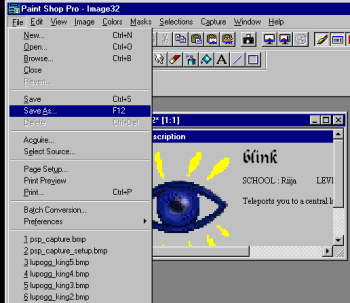 Paint Shop Pro - Image32
File Edit View Image Colors Masks Selections Capture Window Help
New... Ctrl+N
Open... Ctrl+O
Browse... Ctrl+B
Close
Revert...
Save Ctrl+S
Save As... F12
Delete Ctrl+Del
Acquire...
Select Source...
Page Setup...
Print Preview
Print... Ctrl+P
Batch Conversion...
Preferences
1 psp_capture.bmp
2 psp_capture_setup.bmp
3 lupogg_king5.bmp
4 lupogg_king4.bmp
5 lupogg_king3.bmp
6 lupogg_king2.bmp
2* [1:1]
scription
blink
SCHOOL : Riija LEVE
Teleports you to a central l